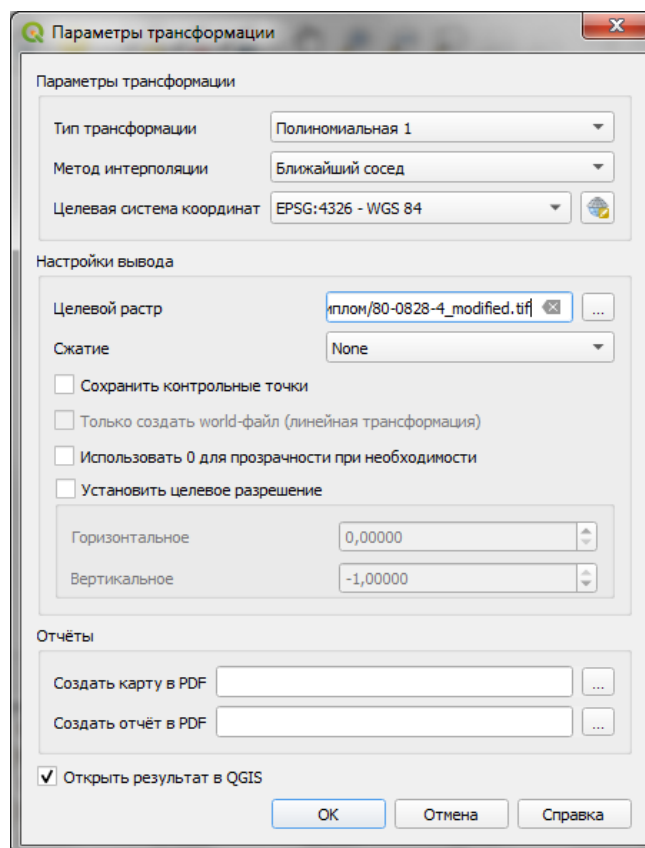 Параметры трансформации
Параметры трансформации
Тип трансформации Полиномиальная 1
Метод интерполяции Ближайший сосед
Целевая система координат EPSG:4326 - WGS 84
Настройки вывода
Целевой растр иплом/80-0828-4_modified.tif ...
Сжатие None
Сохранить контрольные точки
Только создать world-файл (линейная трансформация)
Использовать 0 для прозрачности при необходимости
Установить целевое разрешение
Горизонтальное 0,00000
Вертикальное -1,00000
Отчёты
Создать карту в PDF ...
Создать отчёт в PDF ...
Открыть результат в QGIS
OK Отмена Справка